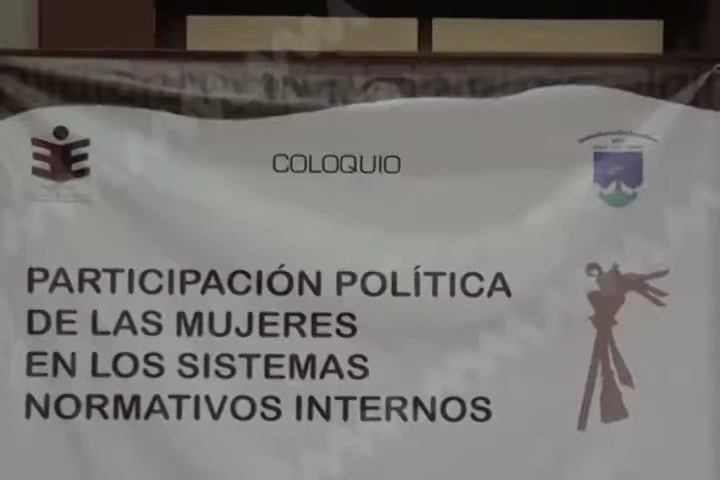 COLOQUIO
PARTICIPACIÓN POLÍTICA
DE LAS MUJERES
EN LOS SISTEMAS
NORMATIVOS INTERNOS